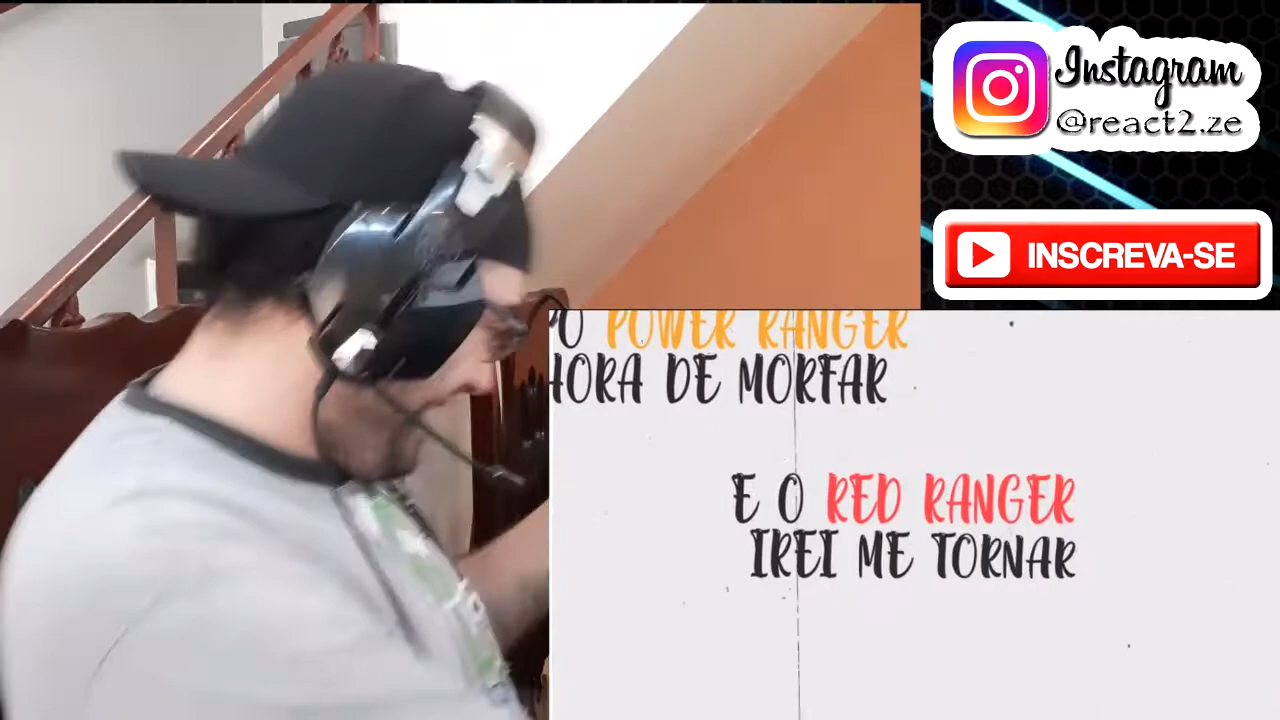 Instagram
@react2.ze
INSCREVA-SE
O POWER RANGER
HORA DE MORFAR
E O RED RANGER
IREI ME TORNAR